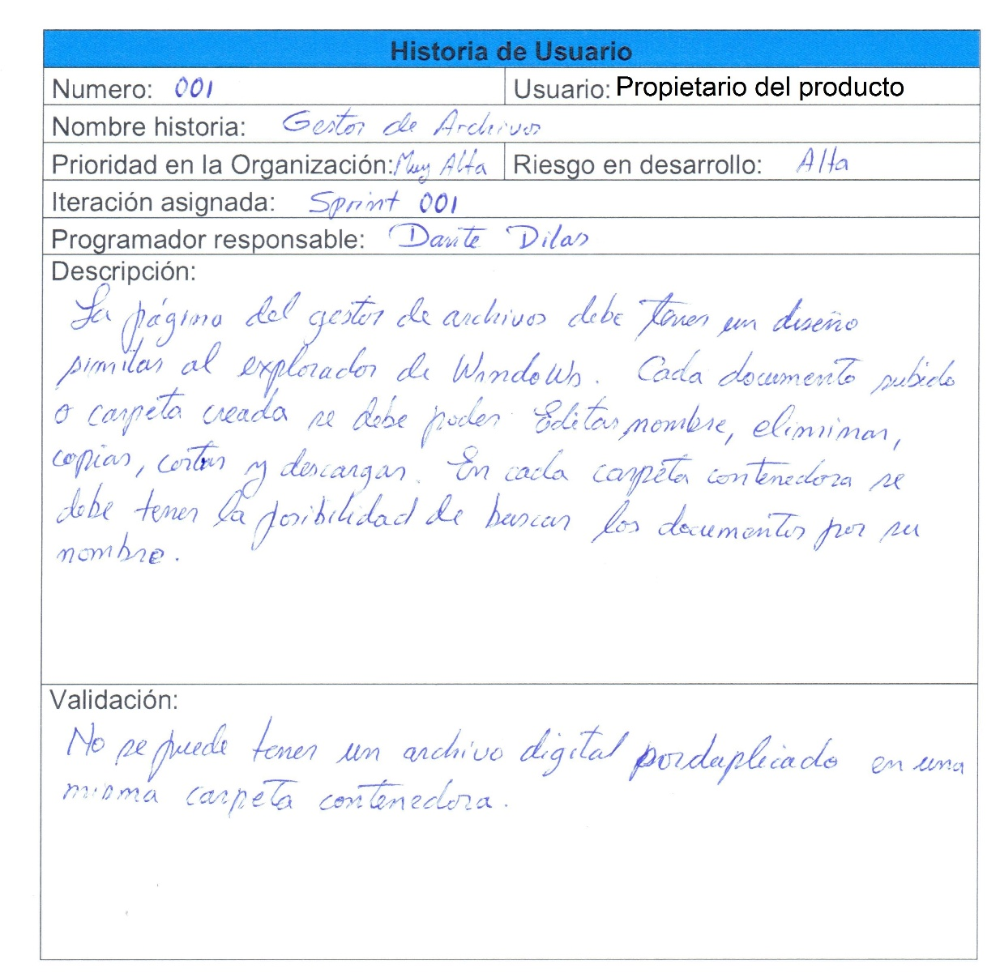 Historia de Usuario
Numero: 001 Usuario: Propietario del producto
Nombre historia: Gestor de Archivos
Prioridad en la Organización: Muy Alta Riesgo en desarrollo: Alta
Iteración asignada: Sprint 001
Programador responsable: Dante Dilas
Descripción:
La página del gestor de archivos debe tener un diseño
similar al explorador de Windows. Cada documento subido
o carpeta creada se debe poder Editar nombre, eliminar,
copiar, cortar y descargar. En cada carpeta contenedora se
debe tener la posibilidad de buscar los documentos por su
nombre.
Validación:
No se puede tener un archivo digital por duplicado en una
misma carpeta contenedora.